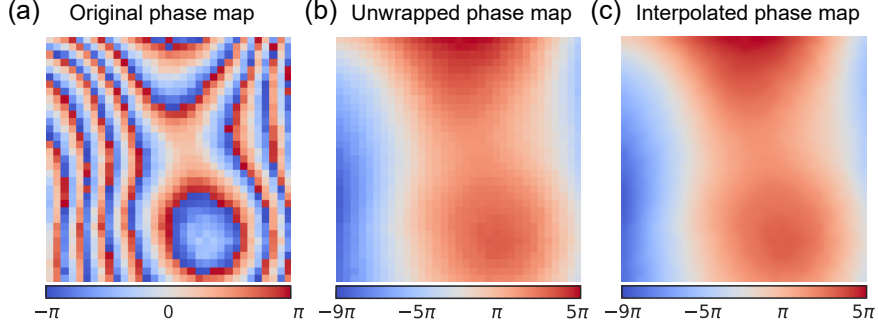 (a) Original phase map
(b) Unwrapped phase map
(c) Interpolated phase map
−π 0 π
−9π −5π π 5π
−9π −5π π 5π